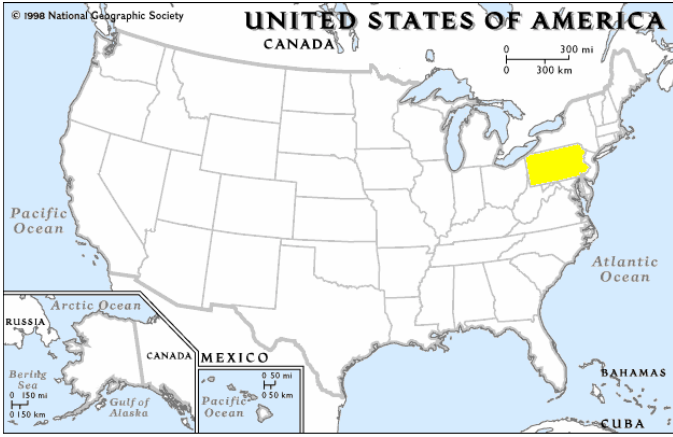 © 1998 National Geographic Society
UNITED STATES OF AMERICA
CANADA
0 300 mi
0 300 km
Pacific
Ocean
Atlantic
Ocean
Arctic Ocean
RUSSIA
CANADA
MEXICO
Bering
Sea
0 150 mi
0 150 km
Gulf of
Alaska
0 50 mi
0 50 km
Pacific
Ocean
BAHAMAS
CUBA